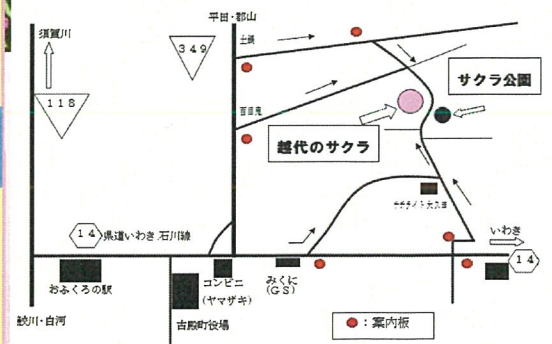 平田・郡山
須賀川
349
118
サクラ公園
越代のサクラ
14 県道いわき石川線
いわき
14
おふくろの駅
コンビニ
(ヤマザキ)
みくに
(GS)
古殿町役場
鮫川・白河
:案内板